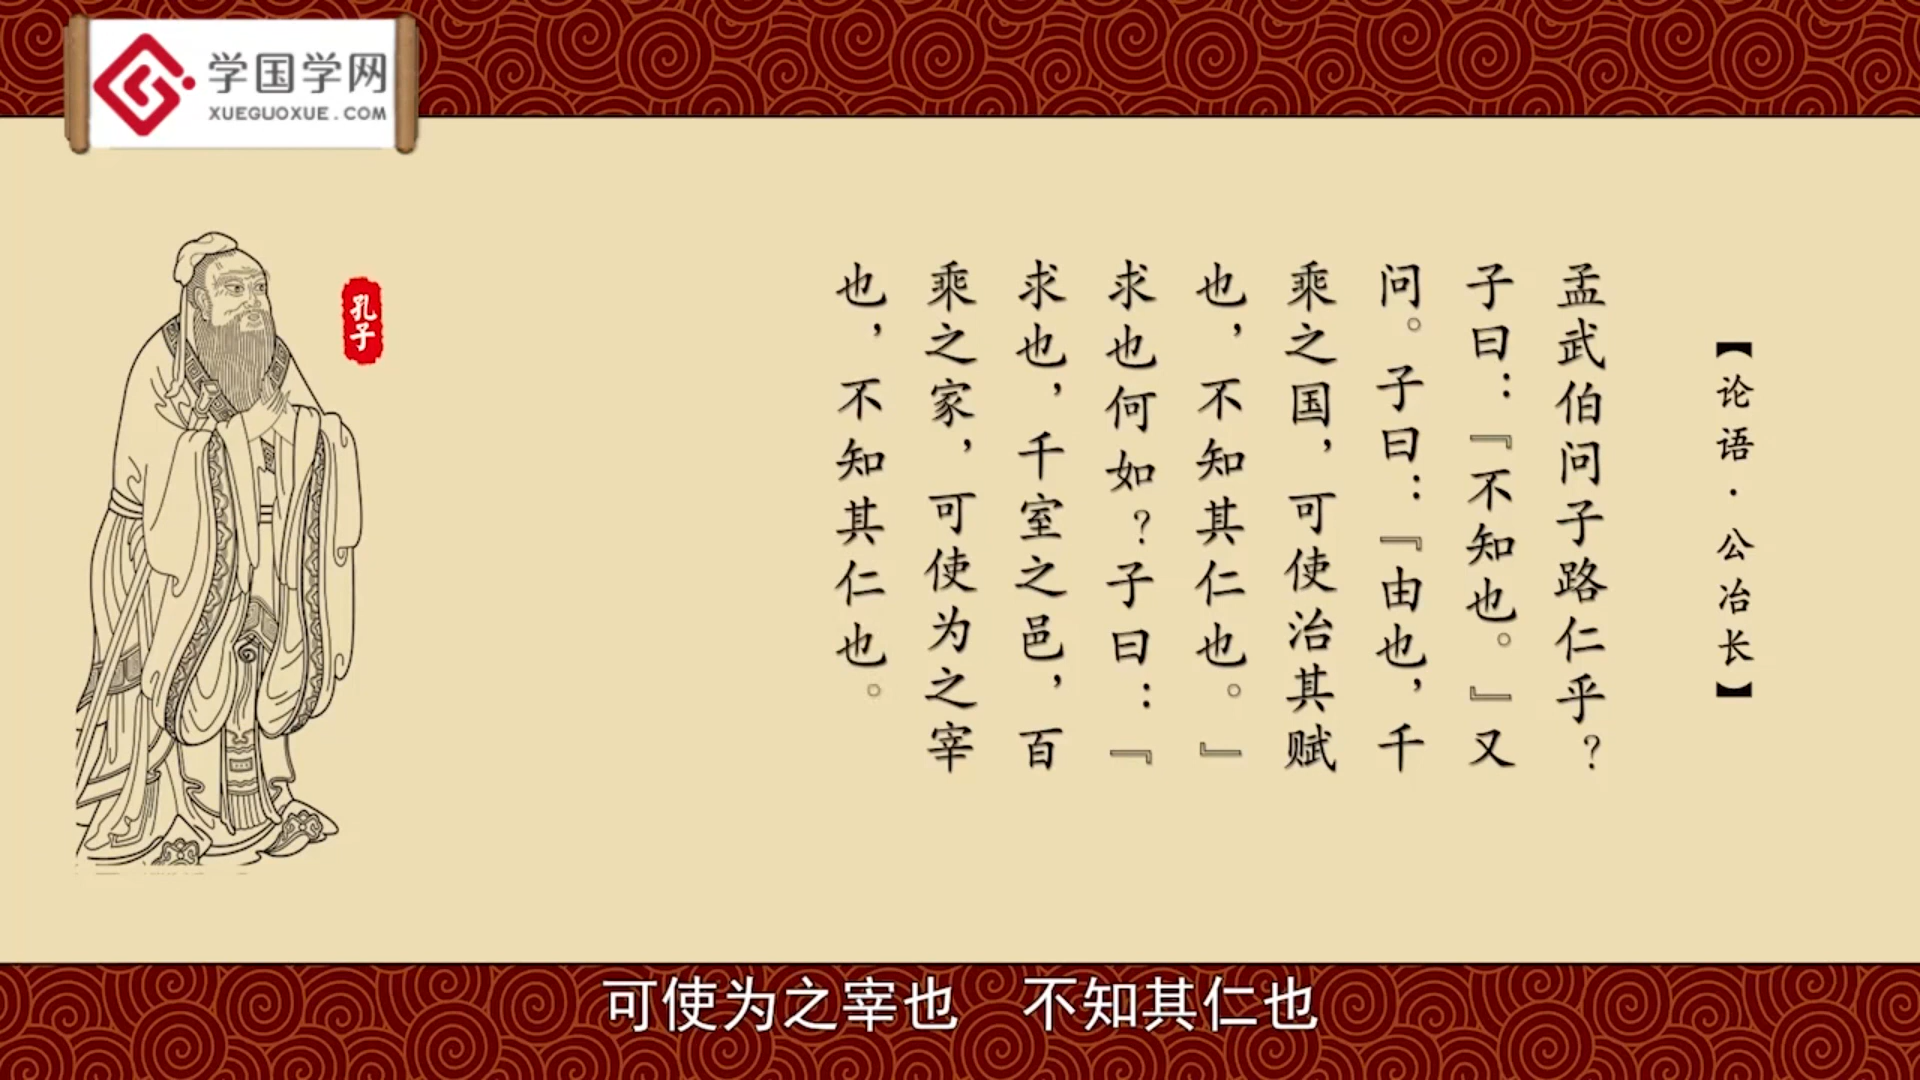 学国学网
XUEGUOXUE.COM
孔子
【论语·公冶长】
孟武伯问子路仁乎？
子曰：『不知也。』又
问。子曰：『由也，千
乘之国，可使治其赋
也，不知其仁也。』
求也何如？子曰：『
求也，千室之邑，百
乘之家，可使为之宰
也，不知其仁也。
可使为之宰也 不知其仁也